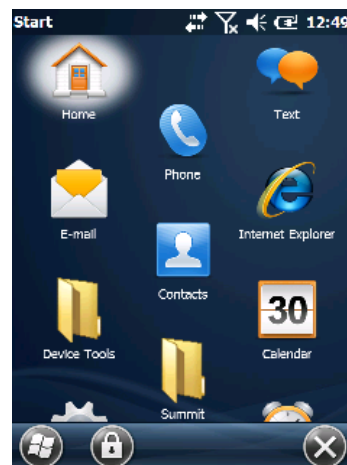 Start 12:49
Home
Text
Phone
E-mail
Internet Explorer
Contacts
30
Device Tools
Calendar
Summit